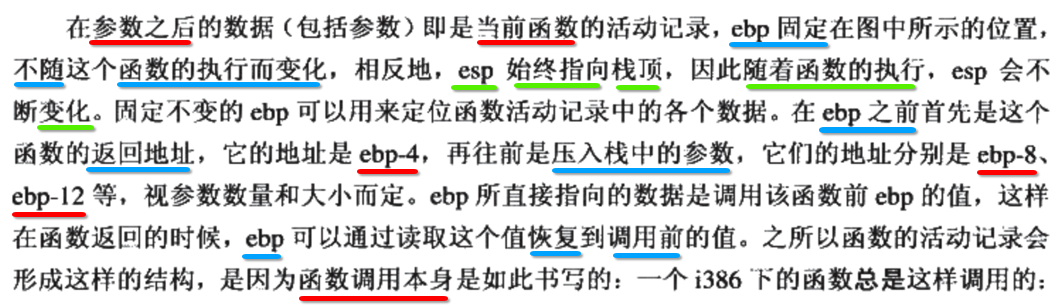 在参数之后的数据（包括参数）即是当前函数的活动记录，ebp 固定在图中所示的位置，
不随这个函数的执行而变化，相反地，esp 始终指向栈顶，因此随着函数的执行，esp 会不
断变化。固定不变的 ebp 可以用来定位函数活动记录中的各个数据。在 ebp 之前首先是这个
函数的返回地址，它的地址是 ebp-4，再往前是压入栈中的参数，它们的地址分别是 ebp-8、
ebp-12 等，视参数数量和大小而定。ebp 所直接指向的数据是调用该函数前 ebp 的值，这样
在函数返回的时候，ebp 可以通过读取这个值恢复到调用前的值。之所以函数的活动记录会
形成这样的结构，是因为函数调用本身是如此书写的：一个 i386 下的函数总是这样调用的：